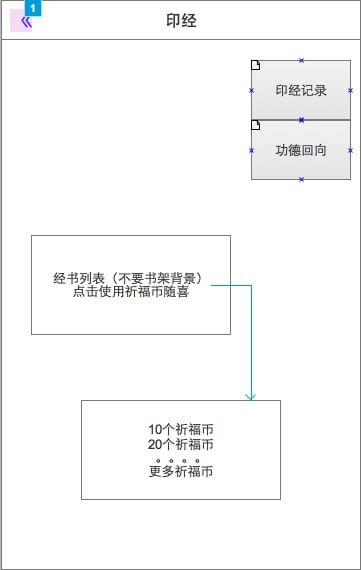 1
印经
印经记录
功德回向
经书列表（不要书架背景）
点击使用祈福币随喜
10个祈福币
20个祈福币
。。。。
更多祈福币